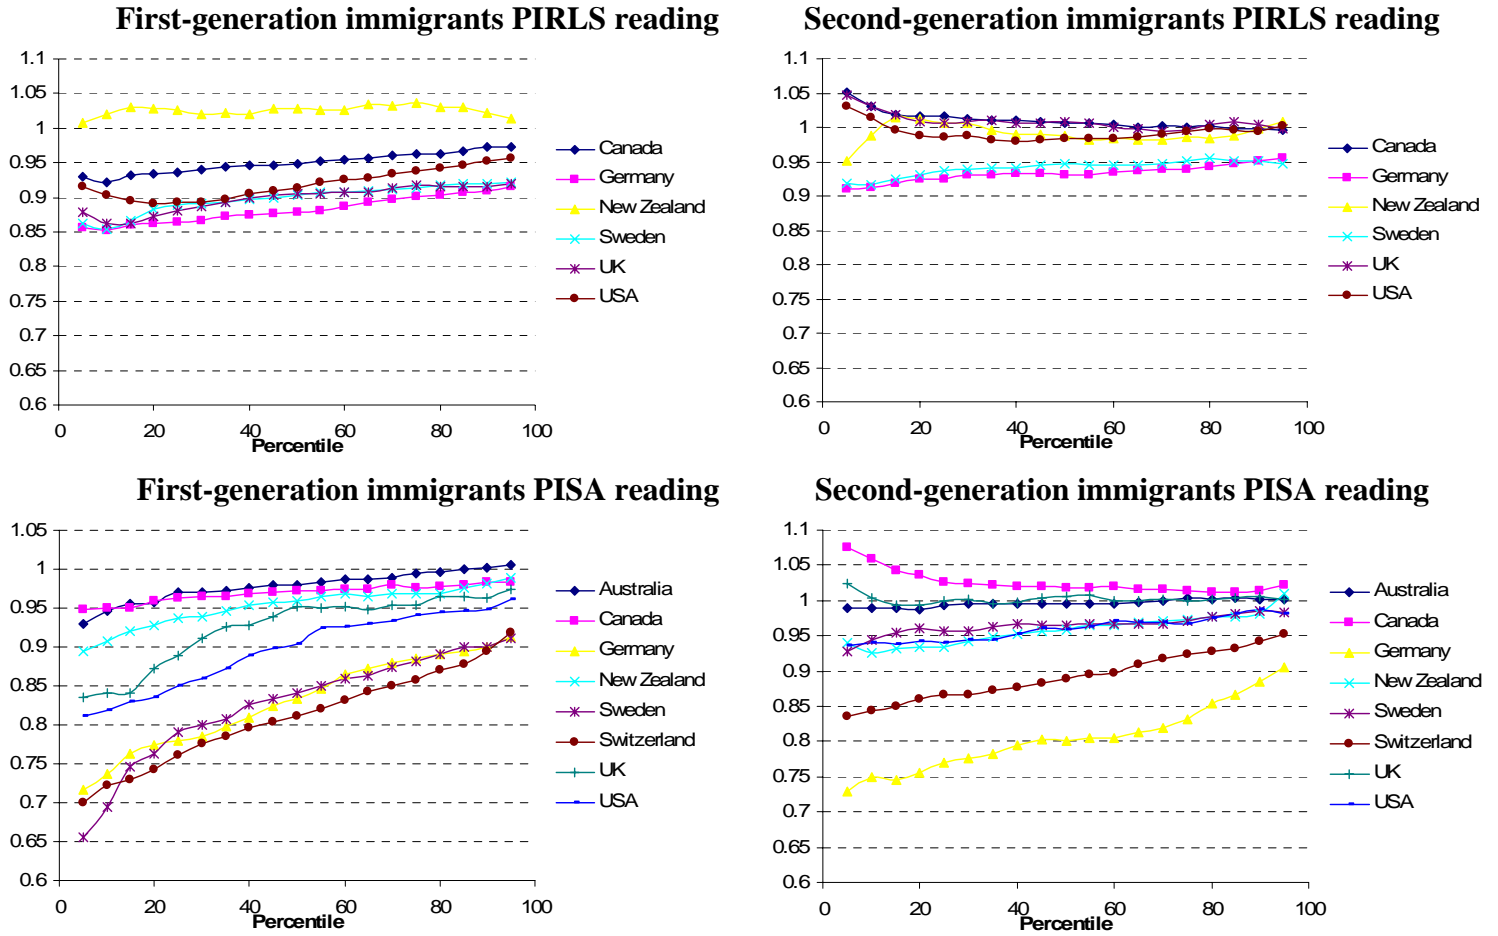 First-generation immigrants PIRLS reading
1.1
1.05
1
0.95
0.9
0.85
0.8
0.75
0.7
0.65
0.6
0
20
40
60
80
100
Percentile
Canada
Germany
New Zealand
Sweden
UK
USA
Second-generation immigrants PIRLS reading
1.1
1.05
1
0.95
0.9
0.85
0.8
0.75
0.7
0.65
0.6
0
20
40
60
80
100
Percentile
Canada
Germany
New Zealand
Sweden
UK
USA
First-generation immigrants PISA reading
1.05
1
0.95
0.9
0.85
0.8
0.75
0.7
0.65
0.6
0
20
40
60
80
100
Percentile
Australia
Canada
Germany
New Zealand
Sweden
Switzerland
UK
USA
Second-generation immigrants PISA reading
1.1
1.05
1
0.95
0.9
0.85
0.8
0.75
0.7
0.65
0.6
0
20
40
60
80
100
Percentile
Australia
Canada
Germany
New Zealand
Sweden
Switzerland
UK
USA